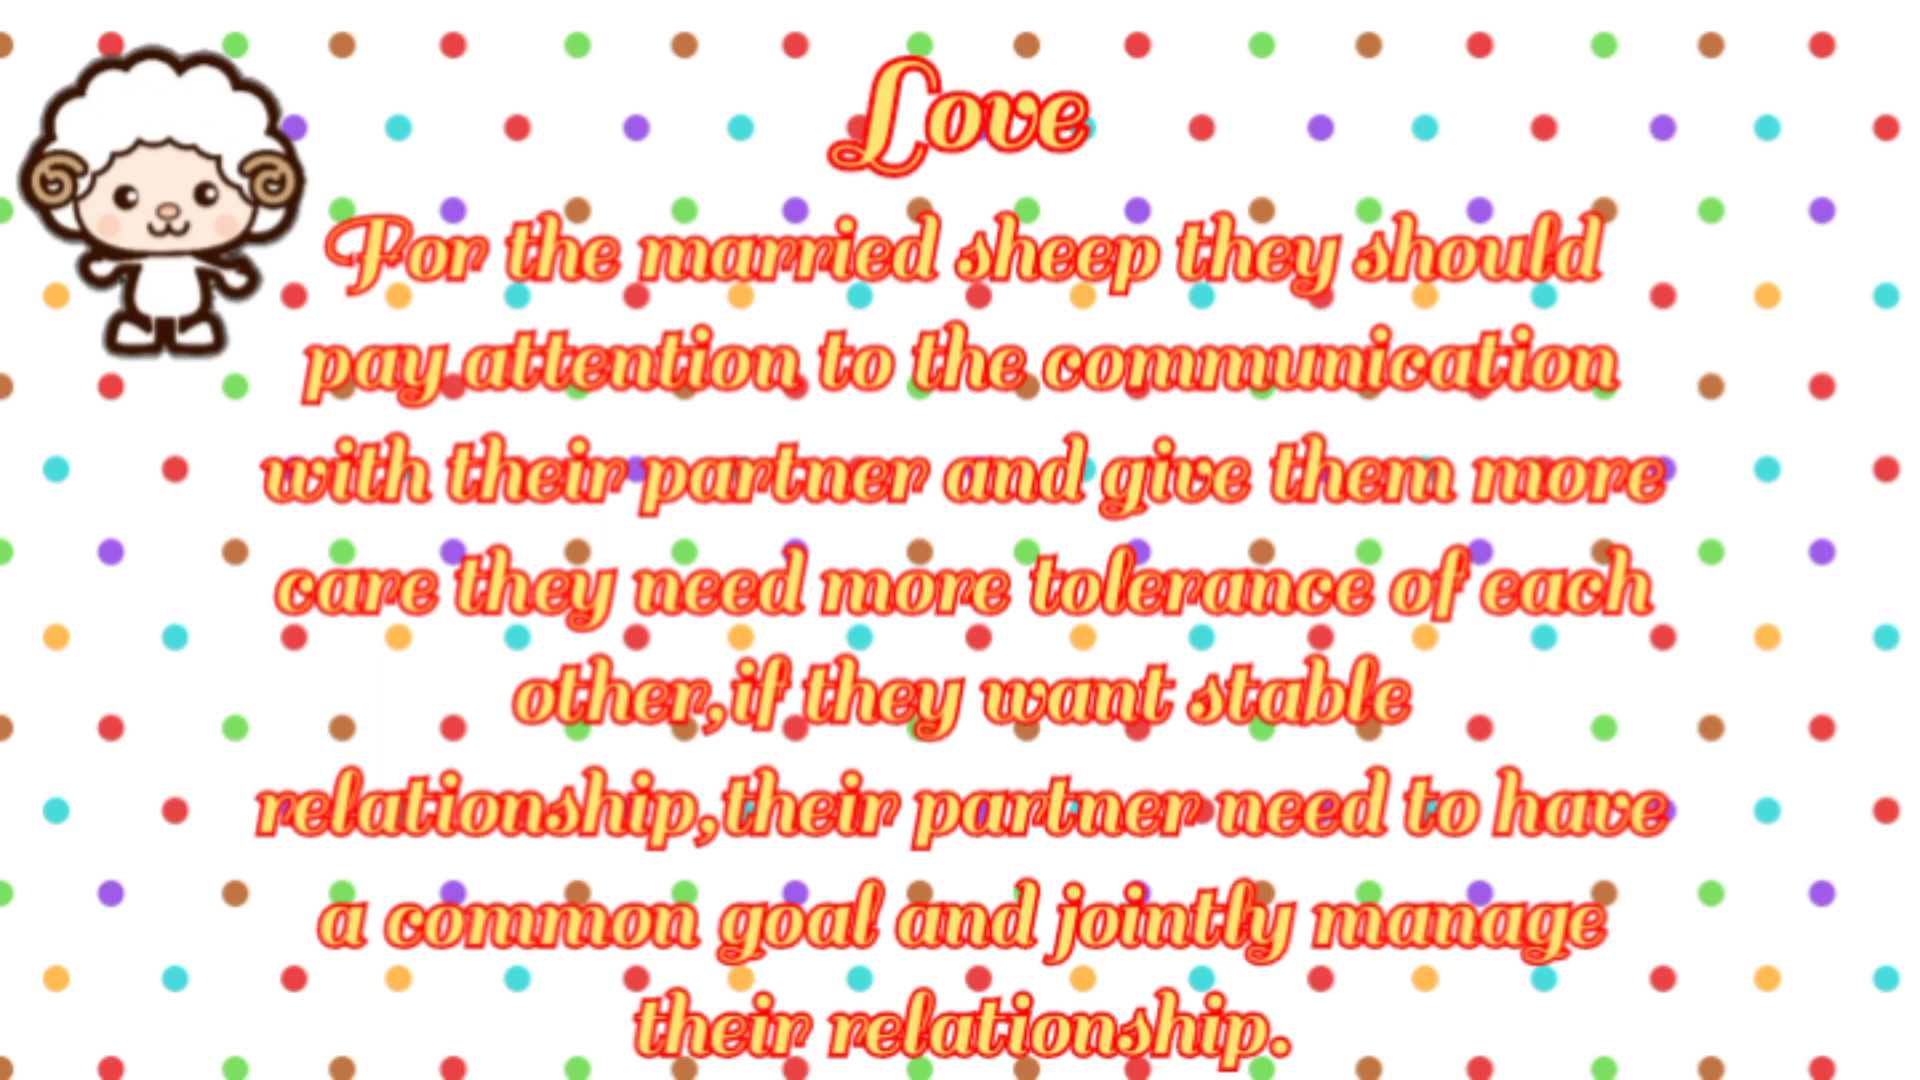 Love
For the married sheep they should
pay attention to the communication
with their partner and give them more
care they need more tolerance of each
other,if they want stable
relationship,their partner need to have
a common goal and jointly manage
their relationship.